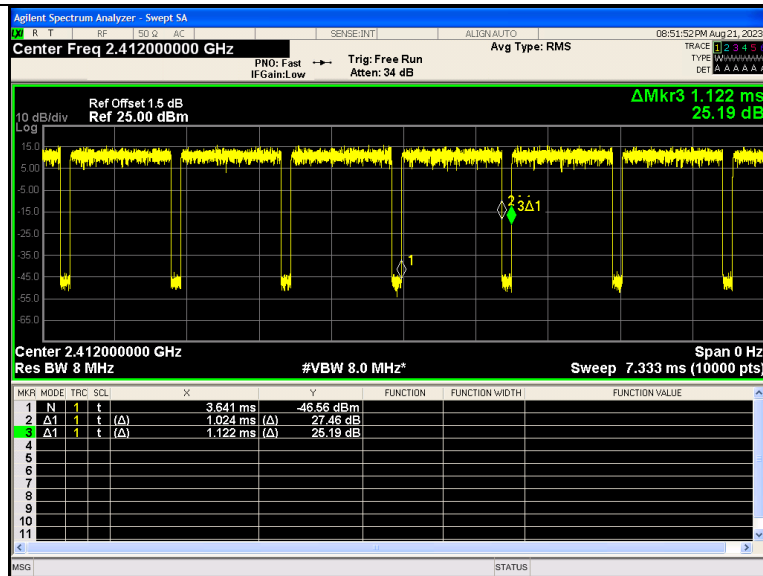 Agilent Spectrum Analyzer - Swept SA
LXI R T RF 50 Ω AC SENSE:INT ALIGN AUTO 08:51:52 PM Aug 21, 2023
Center Freq 2.412000000 GHz
PNO: Fast
IFGain:Low
Trig: Free Run
Atten: 34 dB
Avg Type: RMS
TRACE 1 2 3 4 5
TYPE W
DET A A A A A
ΔMkr3 1.122 ms
25.19 dB
Ref Offset 1.5 dB
10 dB/div Ref 25.00 dBm
Log
15.0
5.00
-5.00
-15.0
-25.0
-35.0
-45.0
-55.0
-65.0
1
2
3Δ1
Center 2.412000000 GHz Span 0 Hz
Res BW 8 MHz #VBW 8.0 MHz* Sweep 7.333 ms (10000 pts)
MKR MODE TRC SCL X Y FUNCTION FUNCTION WIDTH FUNCTION VALUE
1 N 1 t 3.641 ms -46.56 dBm
2 Δ1 1 t (Δ) 1.024 ms (Δ) 27.46 dB
3 Δ1 1 t (Δ) 1.122 ms (Δ) 25.19 dB
4
5
6
7
8
9
10
11
MSG STATUS